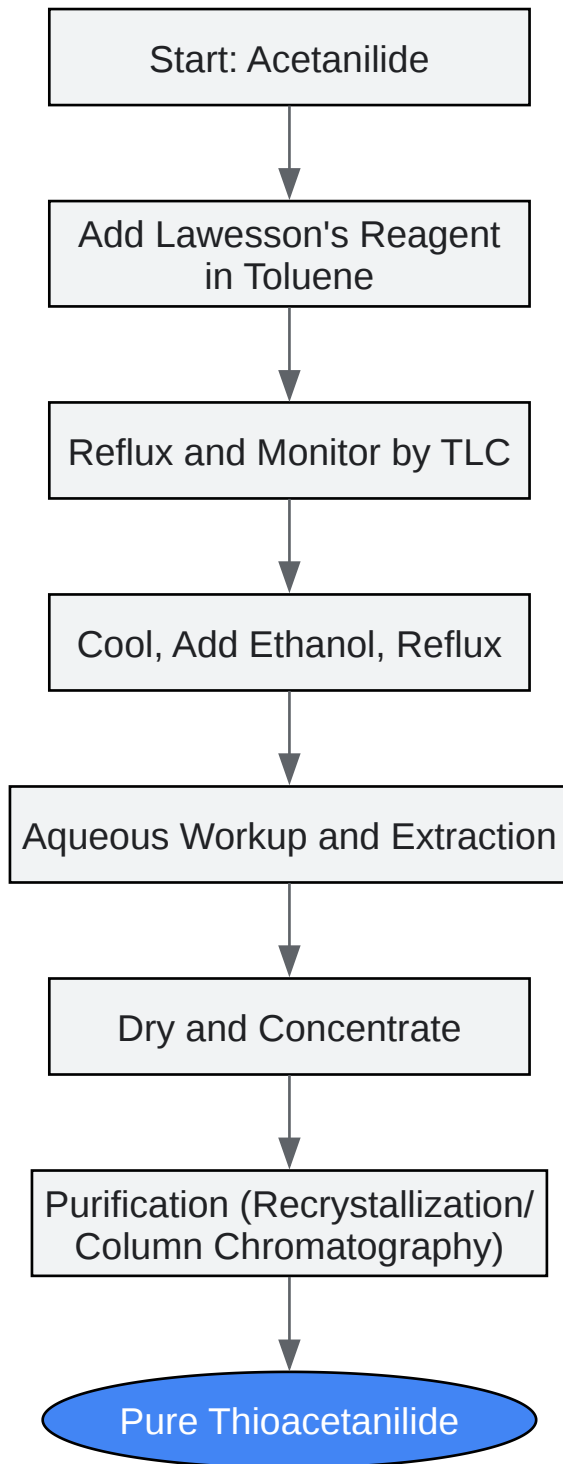 Start: Acetanilide
Add Lawesson's Reagent
in Toluene
Reflux and Monitor by TLC
Cool, Add Ethanol, Reflux
Aqueous Workup and Extraction
Dry and Concentrate
Purification (Recrystallization/
Column Chromatography)
Pure Thioacetanilide